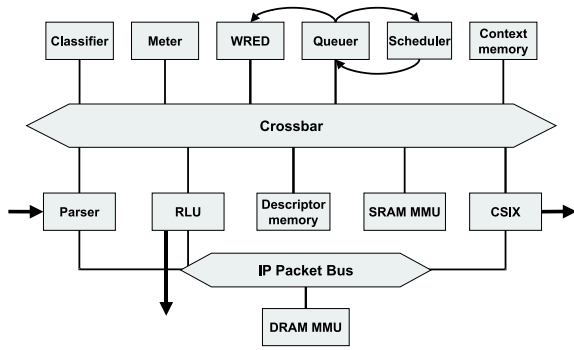 Classifier
Meter
WRED
Queuer
Scheduler
Context
memory
Crossbar
Parser
RLU
Descriptor
memory
SRAM MMU
CSIX
IP Packet Bus
DRAM MMU